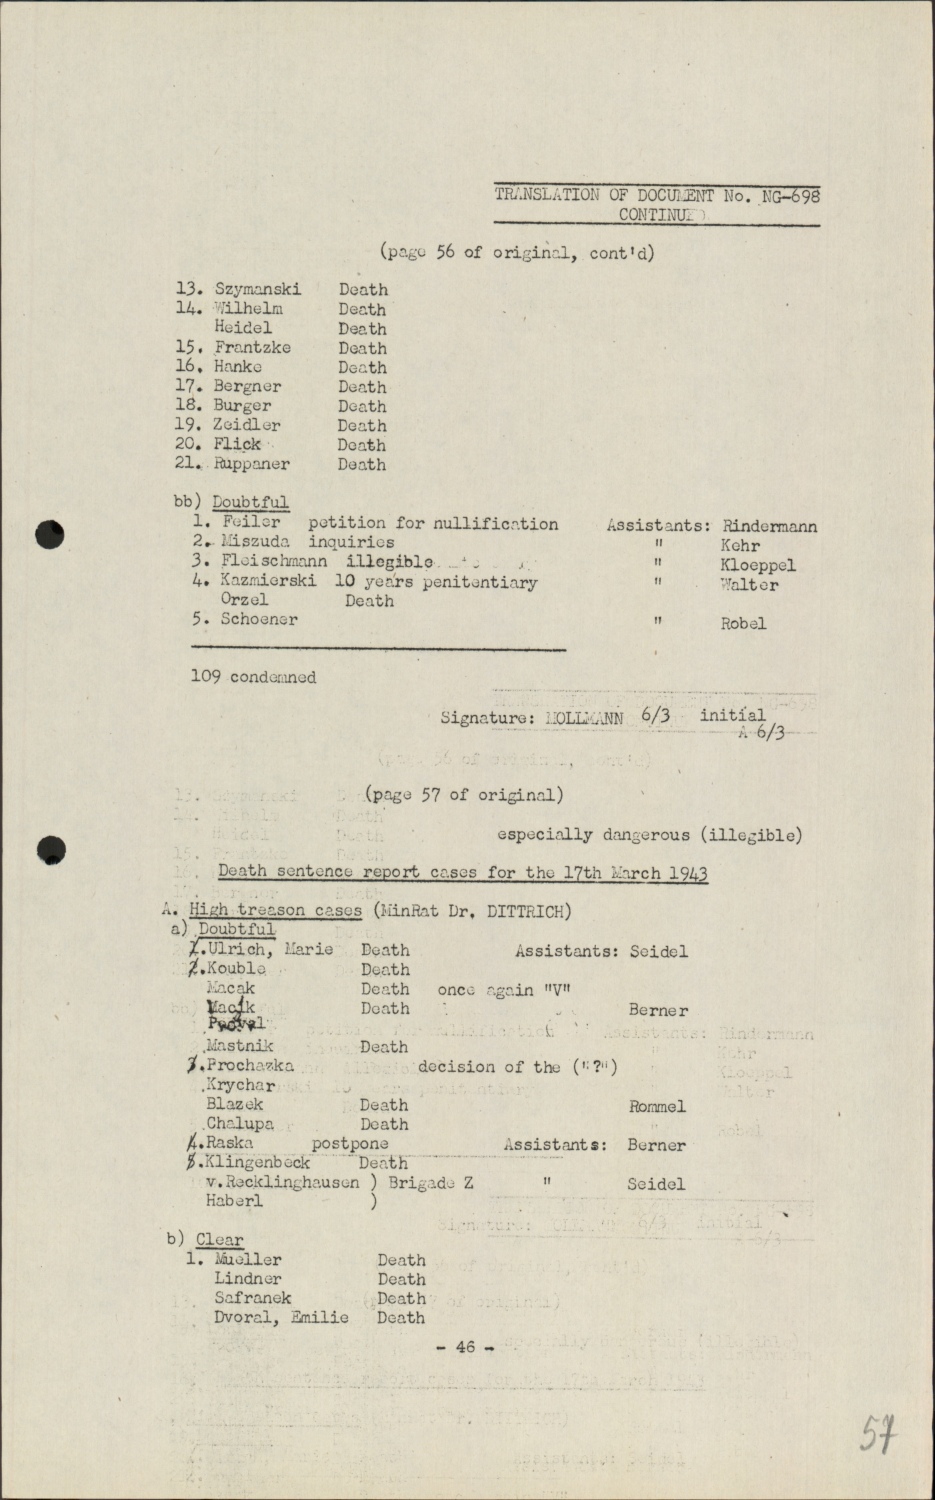 TRANSLATION OF DOCUMENT No. NG-698
CONTINUED
(page 56 of original, cont'd)
13. Szymanski Death
14. Wilhelm Death
Heidel Death
15. Frantzke Death
16. Hanke Death
17. Bergner Death
18. Burger Death
19. Zeidler Death
20. Flick Death
21. Ruppaner Death
bb) Doubtful
1. Feiler petition for nullification Assistants: Rindermann
2. Miszuda inquiries " Kehr
3. Fleischmann illegible " Kloeppel
4. Kazmierski 10 years penitentiary " Walter
Orzel Death
5. Schoener " Robel
109 condemned
Signature: MOLLMANN 6/3 initial
A 6/3
(page 57 of original)
especially dangerous (illegible)
Death sentence report cases for the 17th March 1943
A. High treason cases (MinRat Dr. DITTRICH)
a) Doubtful
1. Ulrich, Marie Death Assistants: Seidel
2. Kouble Death
Macak Death once again "V"
Death Berner
Mastnik Death
3. Prochazka decision of the ("?")
Krychar
Blazek Death Rommel
Chalupa Death
4. Raska postpone Assistants: Berner
5. Klingenbeck Death
v.Recklinghausen ) Brigade Z " Seidel
Haberl )
b) Clear
1. Mueller Death
Lindner Death
Safranek Death
Dvoral, Emilie Death
- 46 -
57